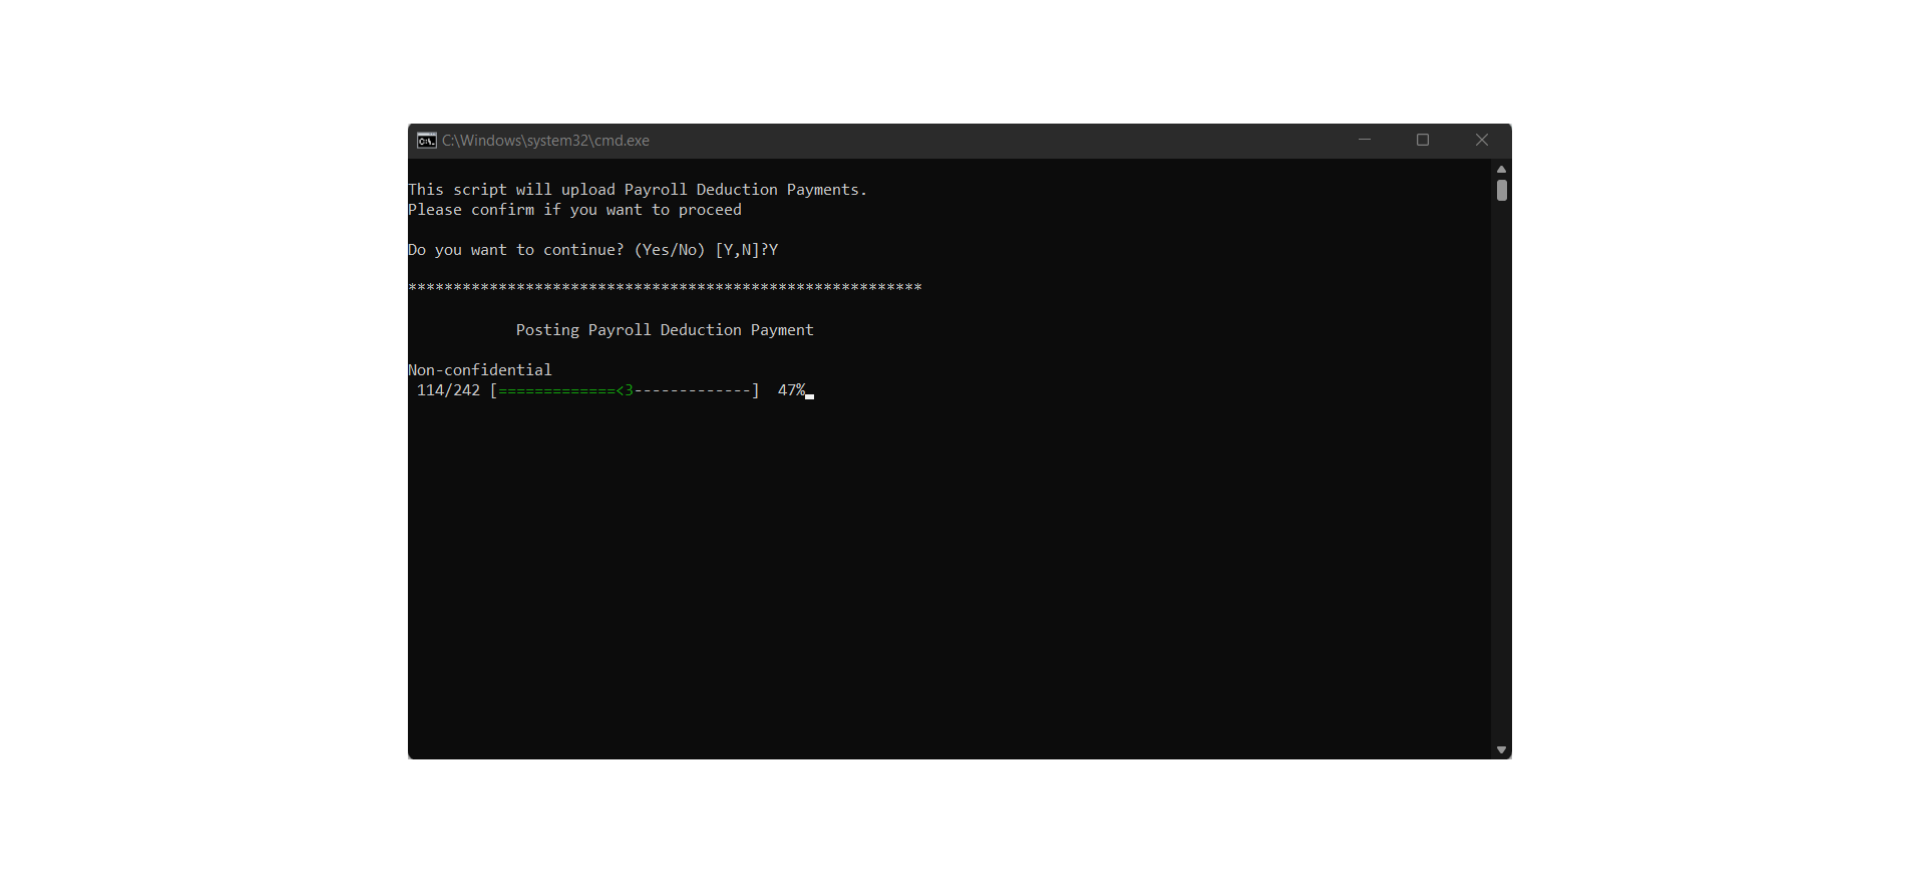 C:\Windows\system32\cmd.exe
This script will upload Payroll Deduction Payments.
Please confirm if you want to proceed
Do you want to continue? (Yes/No) [Y,N]?Y
*********************************************************
Posting Payroll Deduction Payment
Non-confidential
114/242 [=============<3-------------]  47%